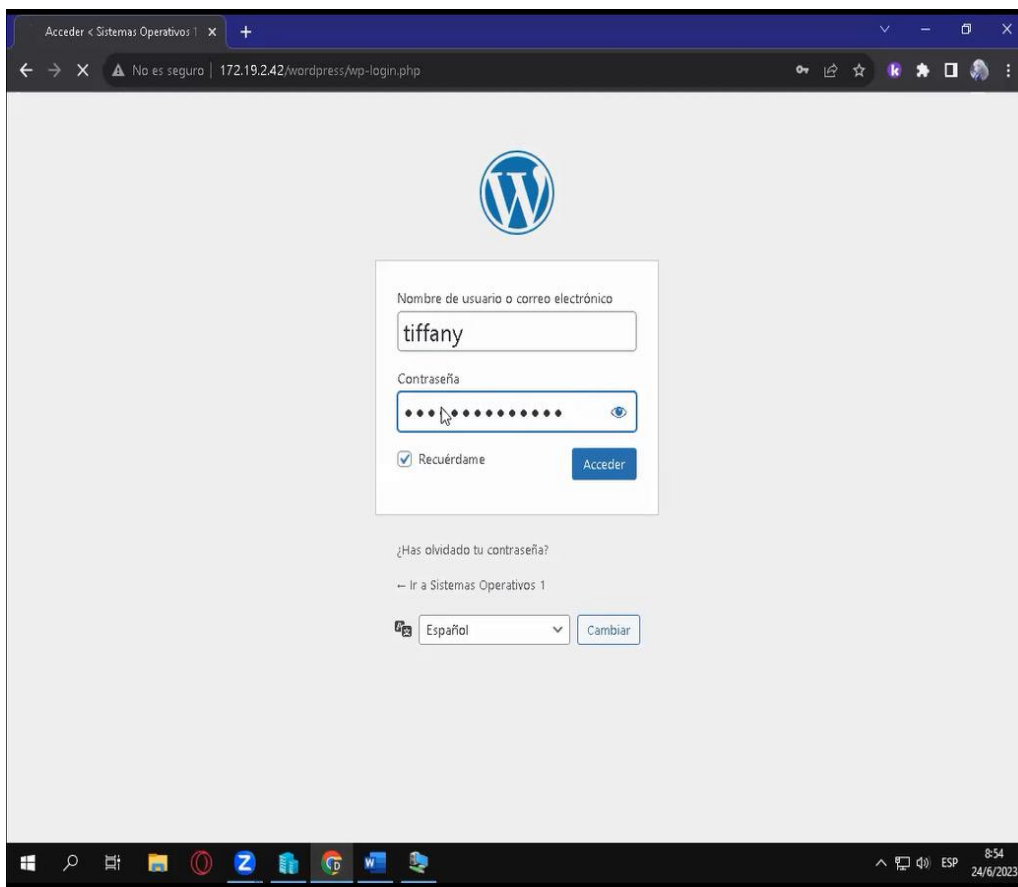 Acceder < Sistemas Operativos 1
No es seguro | 172.19.2.42/wordpress/wp-login.php
Nombre de usuario o correo electrónico
tiffany
Contraseña
Recuérdame
Acceder
¿Has olvidado tu contraseña?
← Ir a Sistemas Operativos 1
Español
Cambiar
ESP
8:54
24/6/2023